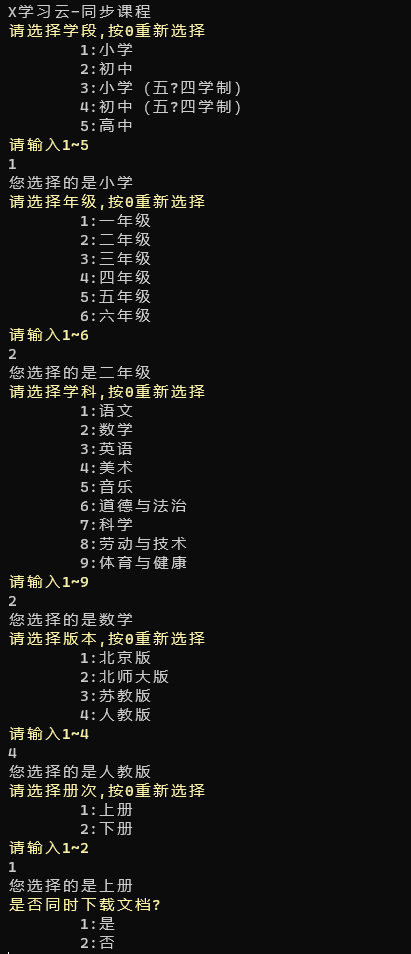 X学习云-同步课程
请选择学段,按0重新选择
1:小学
2:初中
3:小学 (五?四学制)
4:初中 (五?四学制)
5:高中
请输入1~5
1
您选择的是小学
请选择年级,按0重新选择
1:一年级
2:二年级
3:三年级
4:四年级
5:五年级
6:六年级
请输入1~6
2
您选择的是二年级
请选择学科,按0重新选择
1:语文
2:数学
3:英语
4:美术
5:音乐
6:道德与法治
7:科学
8:劳动与技术
9:体育与健康
请输入1~9
2
您选择的是数学
请选择版本,按0重新选择
1:北京版
2:北师大版
3:苏教版
4:人教版
请输入1~4
4
您选择的是人教版
请选择册次,按0重新选择
1:上册
2:下册
请输入1~2
1
您选择的是上册
是否同时下载文档?
1:是
2:否